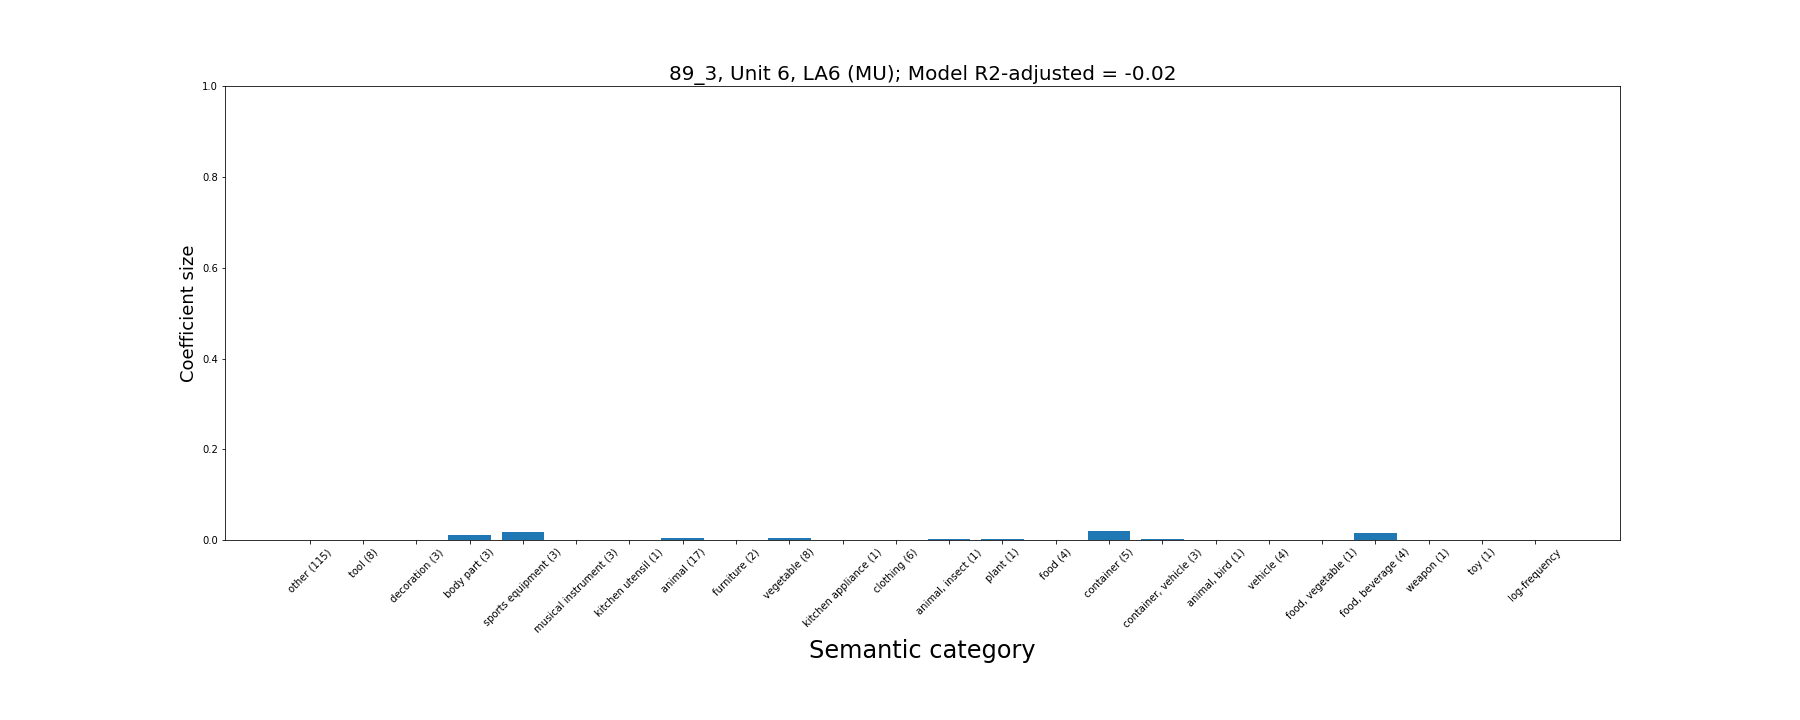 89_3, Unit 6, LA6 (MU); Model R2-adjusted = -0.02
Coefficient size
1.0
0.8
0.6
0.4
0.2
0.0
other (115)
tool (8)
decoration (3)
body part (3)
sports equipment (3)
musical instrument (3)
kitchen utensil (1)
animal (17)
furniture (2)
vegetable (8)
kitchen appliance (1)
clothing (6)
animal, insect (1)
plant (1)
food (4)
container (5)
container, vehicle (3)
animal, bird (1)
vehicle (4)
food, vegetable (1)
food, beverage (4)
weapon (1)
toy (1)
log-frequency
Semantic category